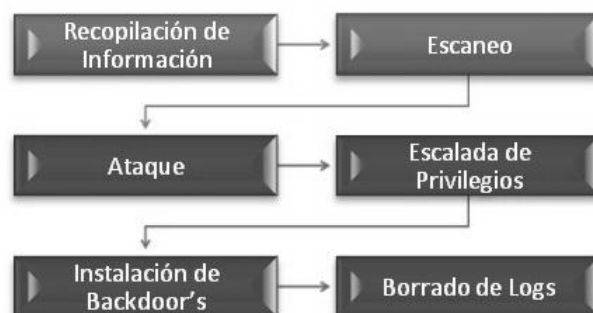 Recopilación de
Información
Escaneo
Ataque
Escalada de
Privilegios
Instalación de
Backdoor's
Borrado de Logs